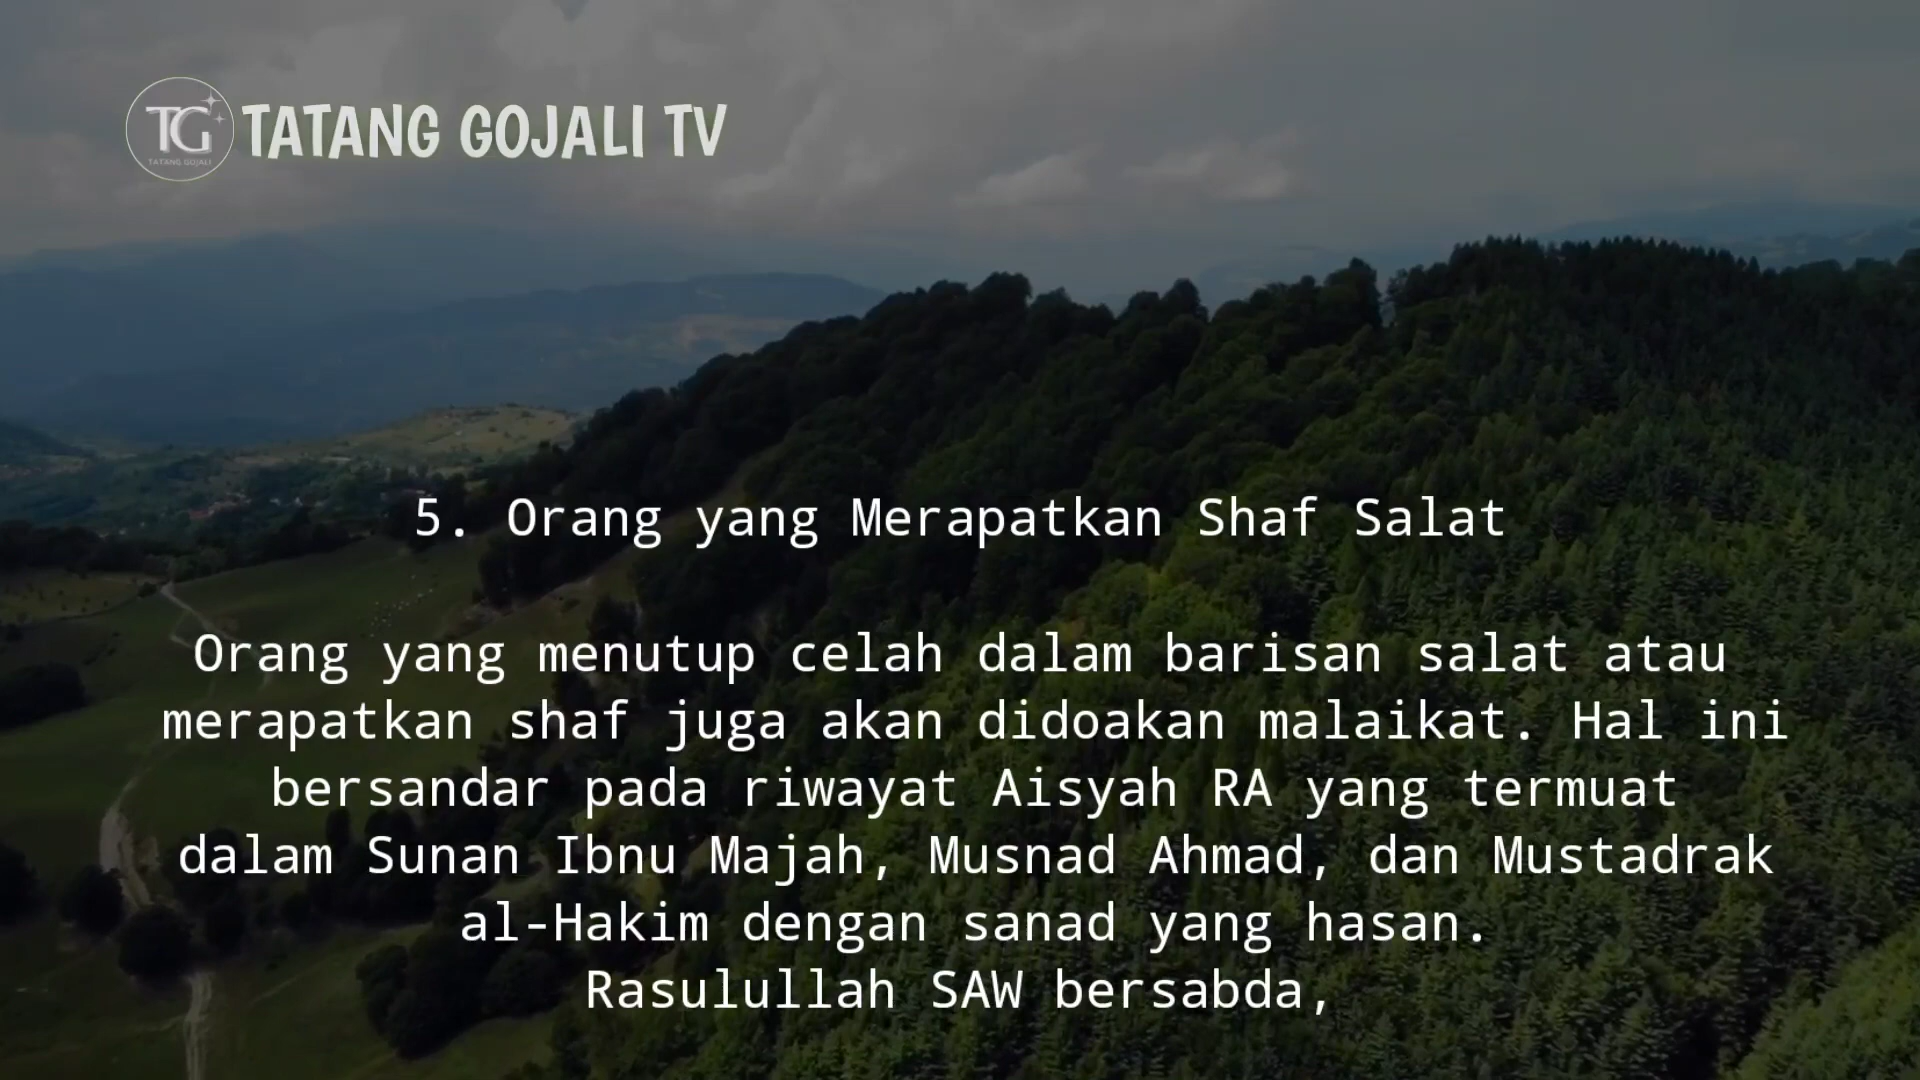 TG
TATANG GOJALI
TATANG GOJALI TV
5. Orang yang Merapatkan Shaf Salat
Orang yang menutup celah dalam barisan salat atau
merapatkan shaf juga akan didoakan malaikat. Hal ini
bersandar pada riwayat Aisyah RA yang termuat
dalam Sunan Ibnu Majah, Musnad Ahmad, dan Mustadrak
al-Hakim dengan sanad yang hasan.
Rasulullah SAW bersabda,